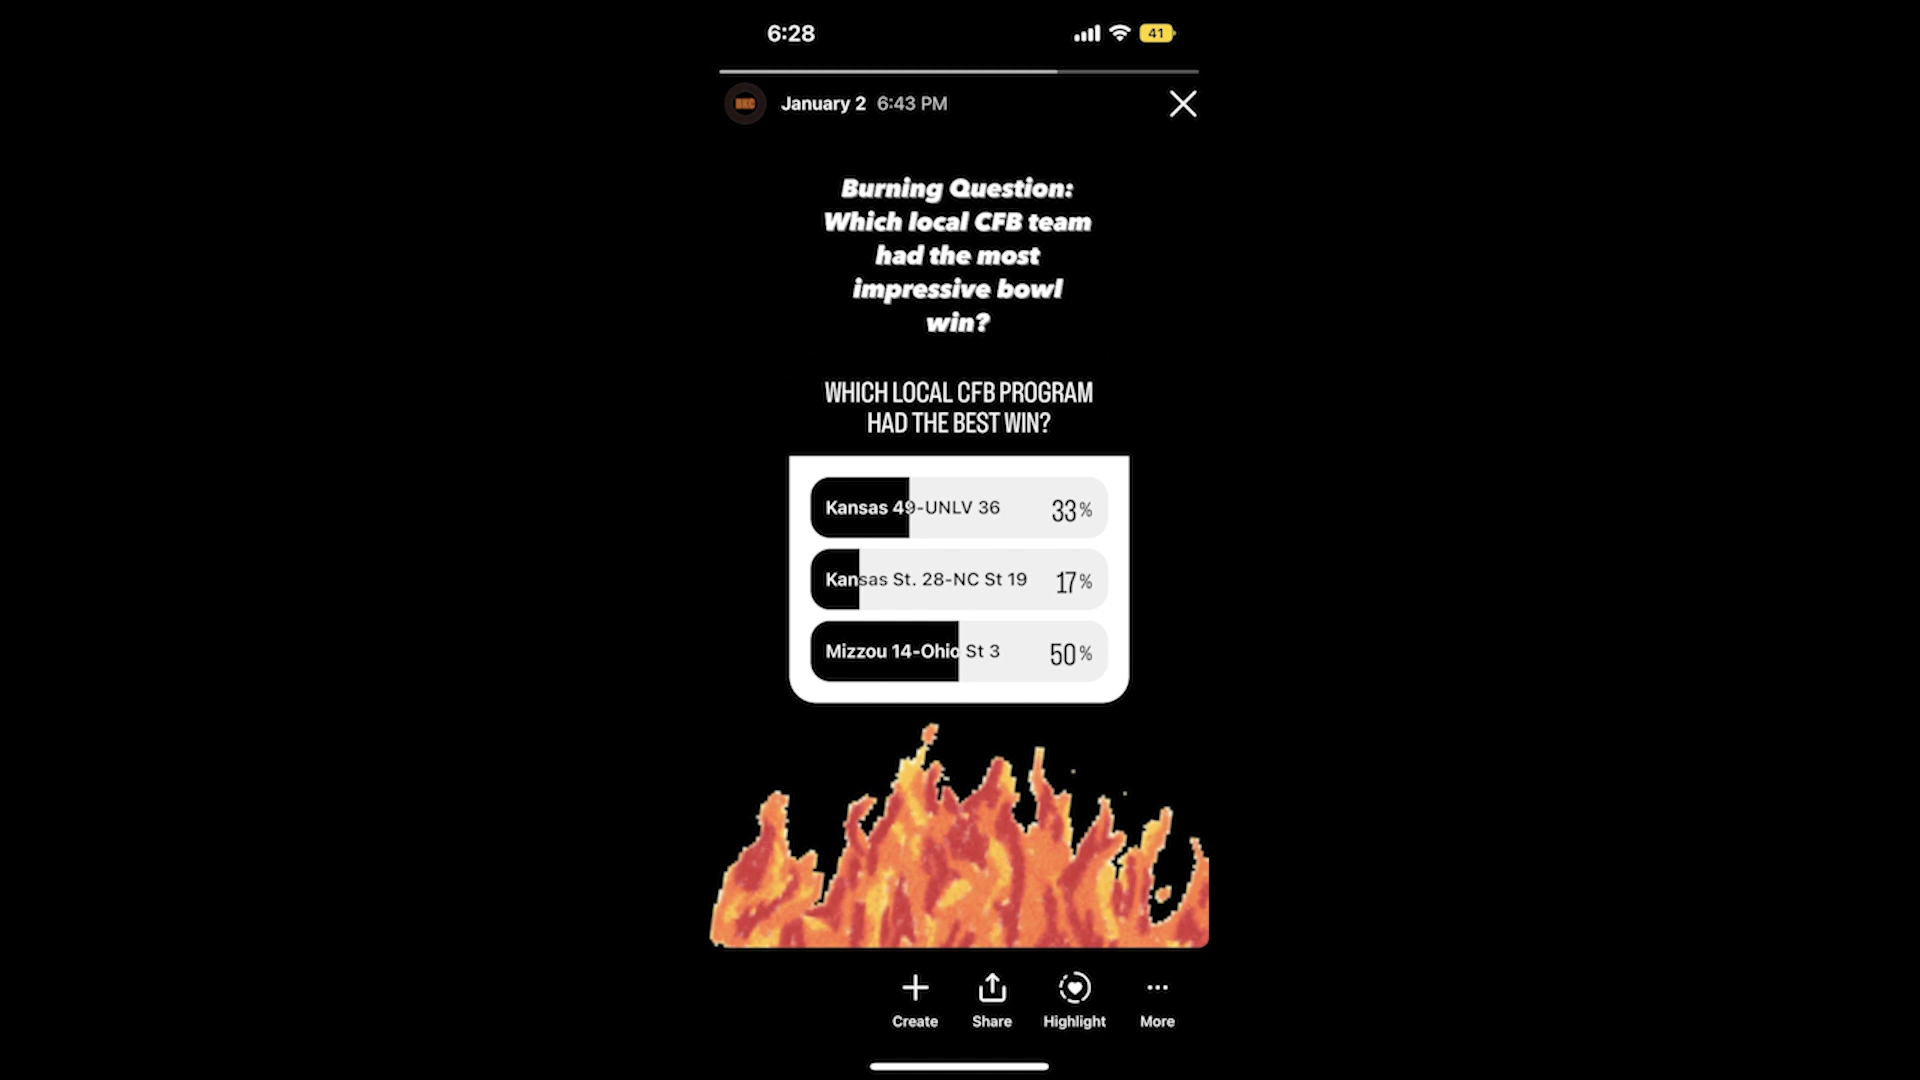 6:28
41
BKC
January 2 6:43 PM
Burning Question:
Which local CFB team
had the most
impressive bowl
win?
WHICH LOCAL CFB PROGRAM
HAD THE BEST WIN?
Kansas 49-UNLV 36 33%
Kansas St. 28-NC St 19 17%
Mizzou 14-Ohio St 3 50%
Create Share Highlight More